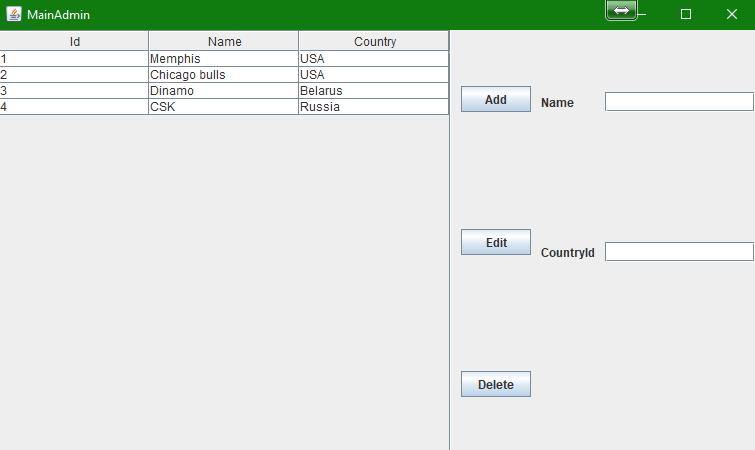 MainAdmin
Id Name Country
1 Memphis USA
2 Chicago bulls USA
3 Dinamo Belarus
4 CSK Russia
Add Name
Edit CountryId
Delete